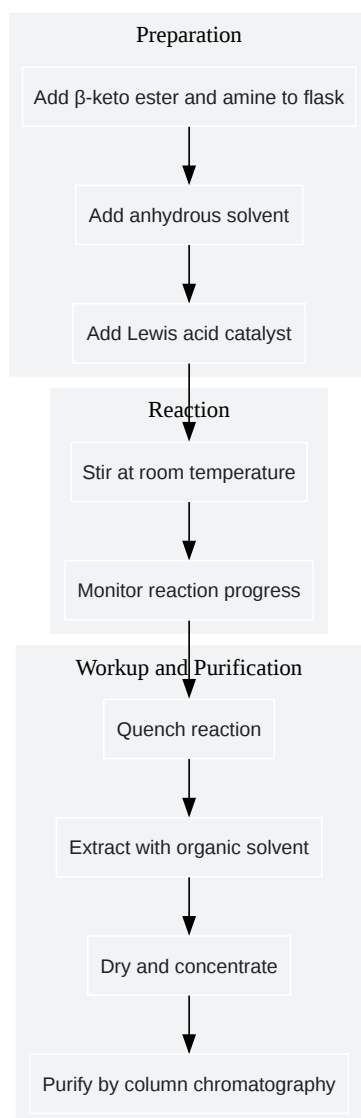 Preparation
Add β-keto ester and amine to flask
Add anhydrous solvent
Add Lewis acid catalyst
Reaction
Stir at room temperature
Monitor reaction progress
Workup and Purification
Quench reaction
Extract with organic solvent
Dry and concentrate
Purify by column chromatography